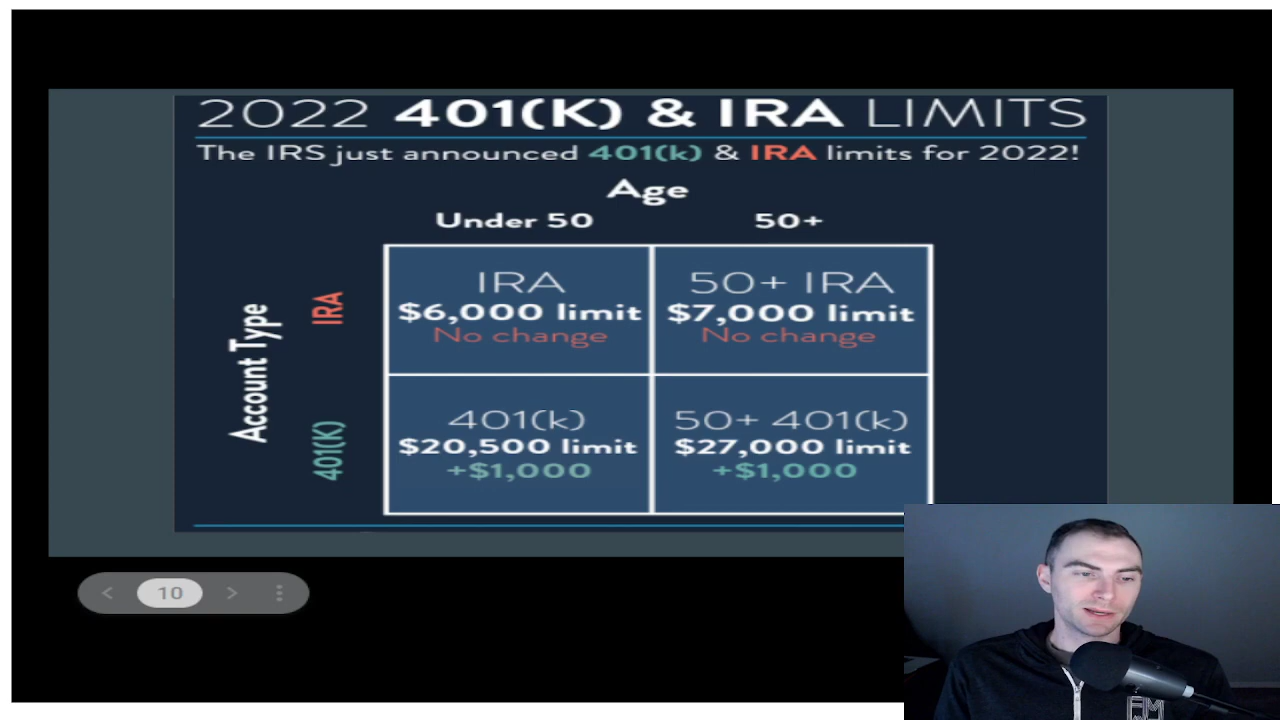 2022 401(K) & IRA LIMITS
The IRS just announced 401(k) & IRA limits for 2022!
Age
Under 50 50+
Account Type
IRA
IRA
$6,000 limit
No change
50+ IRA
$7,000 limit
No change
401(K)
401(k)
$20,500 limit
+$1,000
50+ 401(k)
$27,000 limit
+$1,000
10